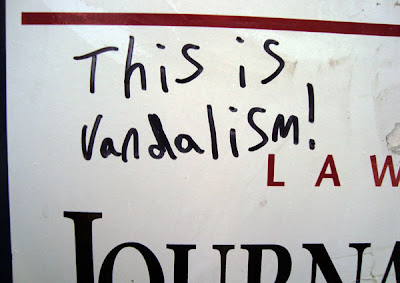 This is
vandalism!
LAW
JOURNA